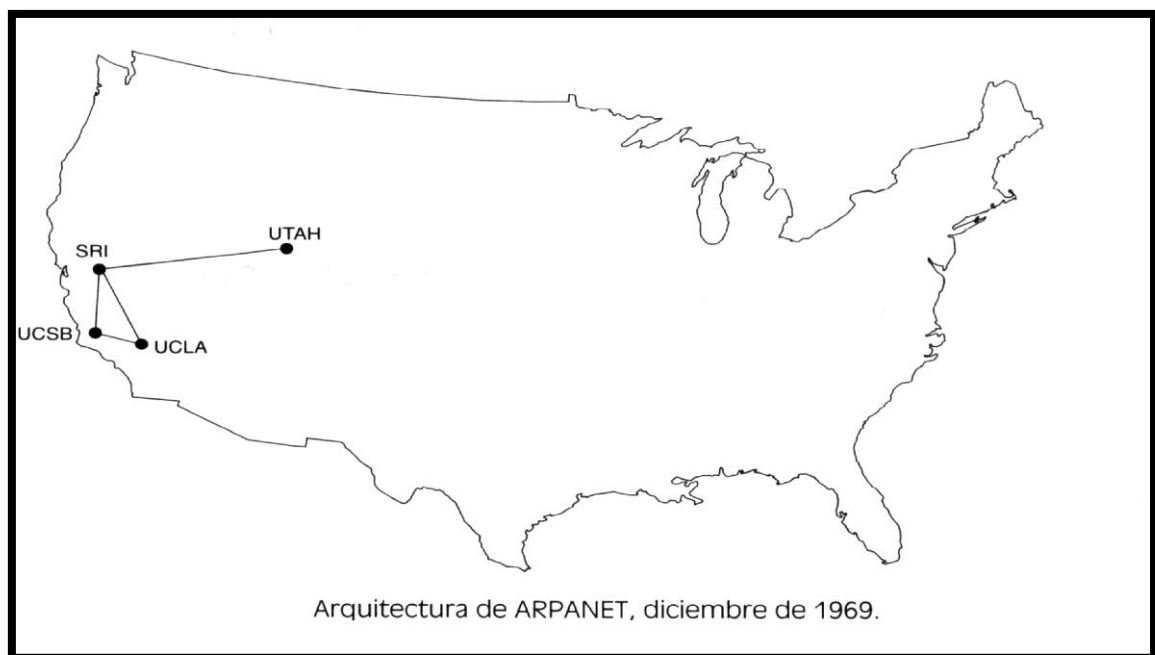 UTAH
SRI
UCSB
UCLA
Arquitectura de ARPANET, diciembre de 1969.